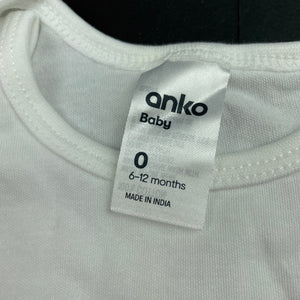 anko
Baby
0
6-12 months
MADE IN INDIA